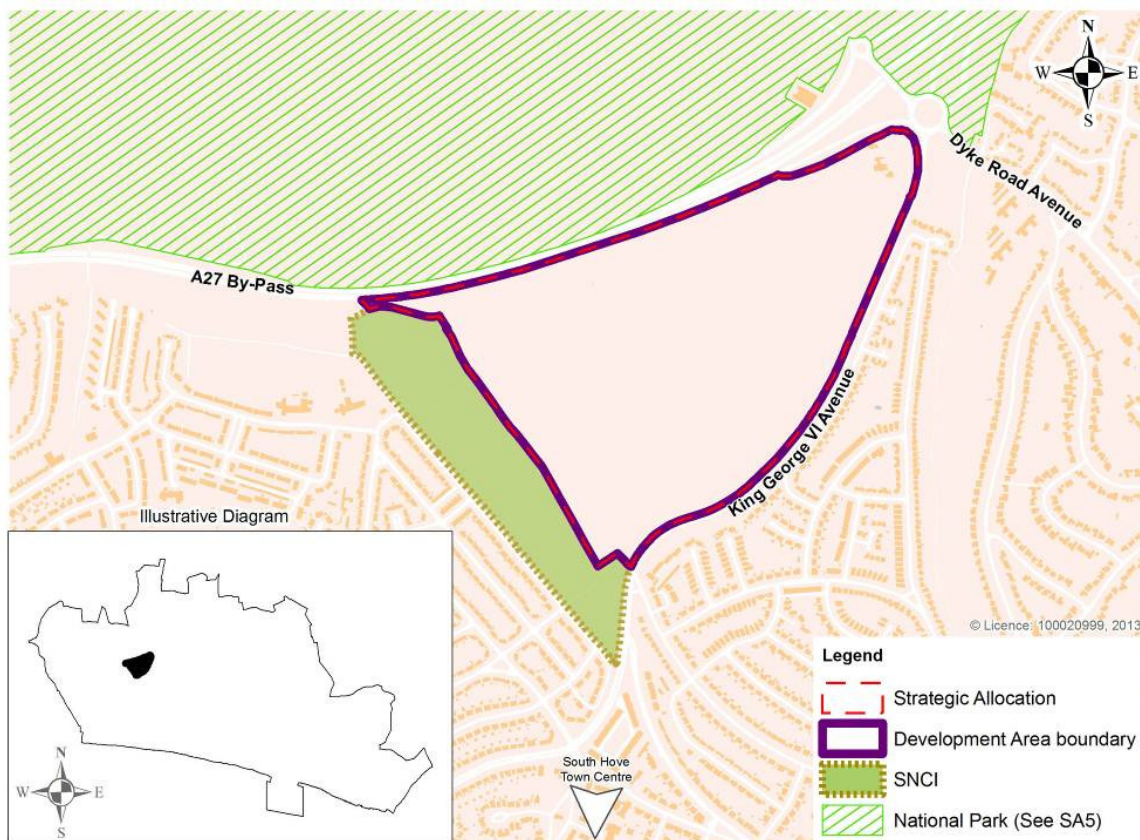 N
W E
S
Dyke Road Avenue
A27 By-Pass
King George VI Avenue
Illustrative Diagram
© Licence: 100020999, 2013
Legend
Strategic Allocation
Development Area boundary
SNCI
National Park (See SA5)
South Hove
Town Centre
N
W E
S